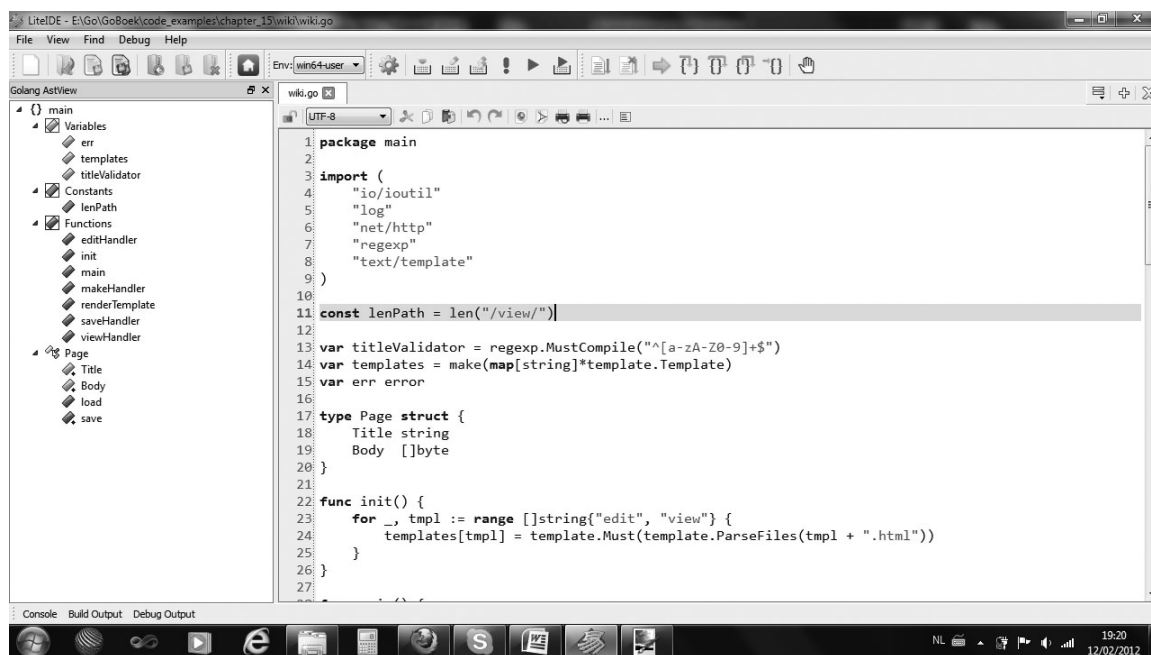 LiteIDE - E:\Go\GoBoek\code_examples\chapter_15\wiki\wiki.go
File View Find Debug Help
Env: win64-user
Golang AstView
wiki.go
UTF-8
{} main
Variables
err
templates
titleValidator
Constants
lenPath
Functions
editHandler
init
main
makeHandler
renderTemplate
saveHandler
viewHandler
Page
Title
Body
load
save
1 package main
2
3 import (
4     "io/ioutil"
5     "log"
6     "net/http"
7     "regexp"
8     "text/template"
9 )
10
11 const lenPath = len("/view/")
12
13 var titleValidator = regexp.MustCompile("^[a-zA-Z0-9]+$")
14 var templates = make(map[string]*template.Template)
15 var err error
16
17 type Page struct {
18     Title string
19     Body  []byte
20 }
21
22 func init() {
23     for _, tmpl := range []string{"edit", "view"} {
24         templates[tmpl] = template.Must(template.ParseFiles(tmpl + ".html"))
25     }
26 }
27
Console Build Output Debug Output
NL
19:20
12/02/2012